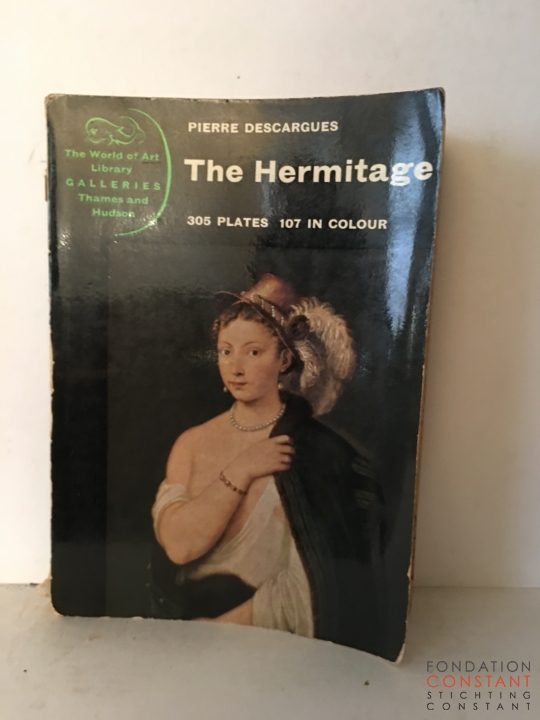 PIERRE DESCARGUES
The World of Art
Library
GALLERIES
Thames and
Hudson
The Hermitage
305 PLATES 107 IN COLOUR
FONDATION
CONSTANT
STICHTING
CONSTANT